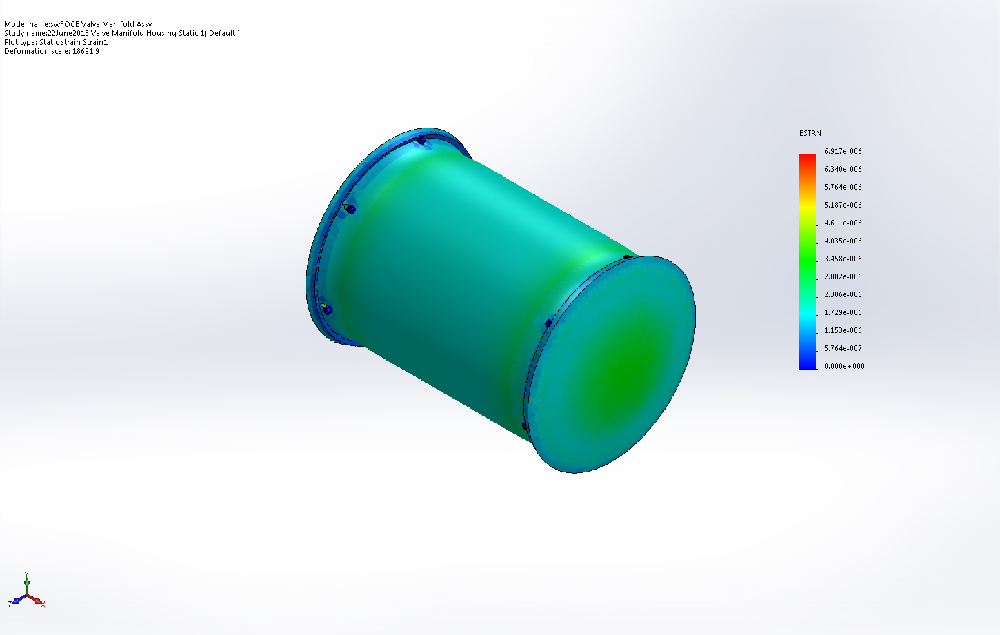 Model name:swFOCE Valve Manifold Assy
Study name:22June2015 Valve Manifold Housing Static 1(-Default-)
Plot type: Static strain Strain1
Deformation scale: 18691.9
ESTRN
6.917e-006
6.340e-006
5.764e-006
5.187e-006
4.611e-006
4.035e-006
3.458e-006
2.882e-006
2.306e-006
1.729e-006
1.153e-006
5.764e-007
0.000e+000
Y
Z
X